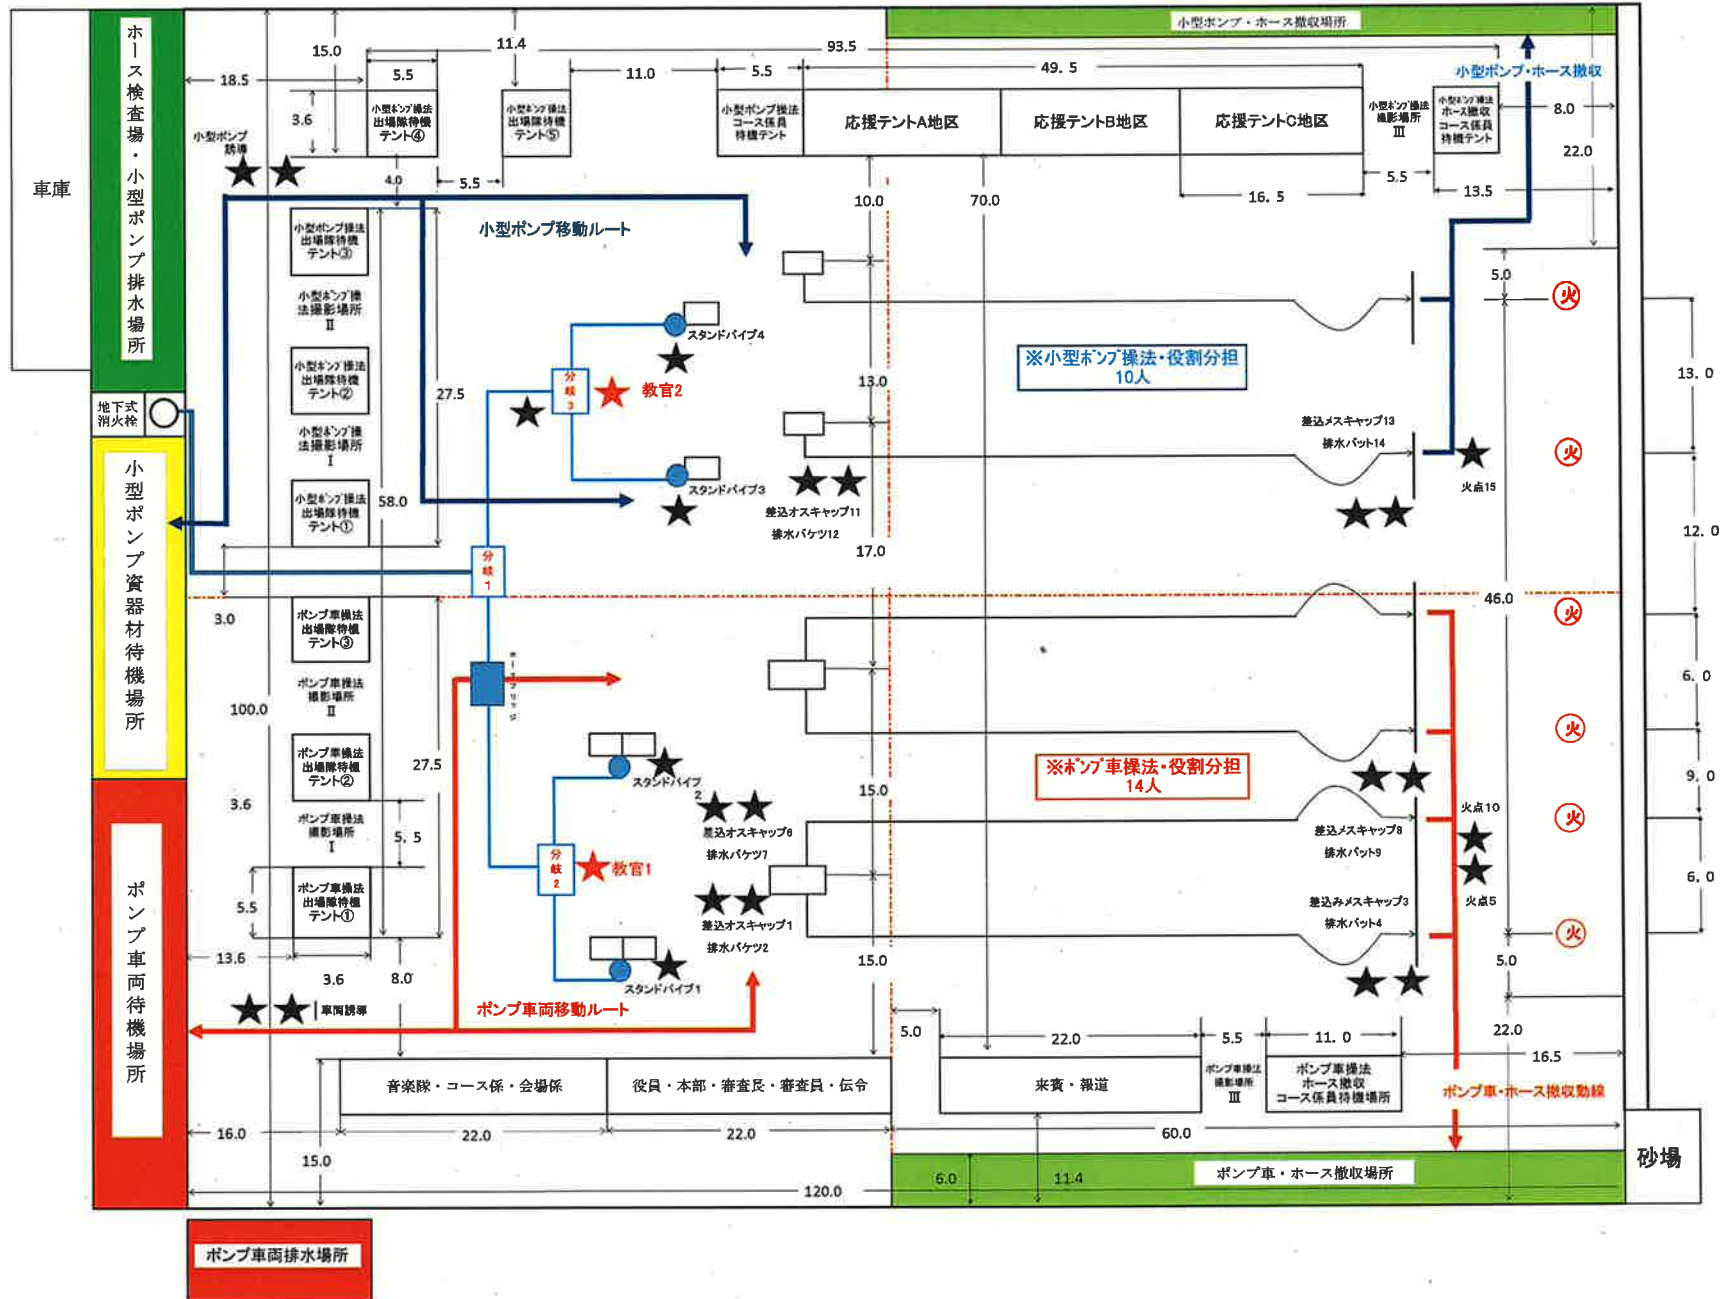 小型ポンプ・ホース撤収場所
ホース検査場・小型ポンプ排水場所
車庫
15.0
11.4
93.5
18.5
5.5
11.0
5.5
49.5
小型ポンプ・ホース撤収
8.0
3.6
小型ポンプ操法
出場隊待機
テント④
小型ポンプ操法
出場隊待機
テント⑤
小型ポンプ操法
コース係員
待機テント
応援テントA地区
応援テントB地区
応援テントC地区
小型ポンプ操法
撮影場所
Ⅲ
小型ポンプ操法
ホース撤収
コース係員
待機テント
22.0
小型ポンプ
誘導
4.0
5.5
10.0
70.0
16.5
5.5
13.5
小型ポンプ移動ルート
小型ポンプ操法
出場隊待機
テント③
小型ポンプ操
法撮影場所
Ⅱ
小型ポンプ操法
出場隊待機
テント②
小型ポンプ操
法撮影場所
Ⅰ
小型ポンプ操法
出場隊待機
テント①
27.5
58.0
スタンドパイプ4
分岐3
教官2
スタンドパイプ3
13.0
※小型ポンプ操法・役割分担
10人
5.0
火
13.0
差込メスキャップ13
排水バット14
火
火点15
差込オスキャップ11
排水バケツ12
17.0
12.0
地下式
消火栓
小型ポンプ資器材待機場所
分岐1
3.0
46.0
火
ポンプ車操法
出場隊待機
テント③
ポンプ車操法
撮影場所
Ⅱ
ポンプ車操法
出場隊待機
テント②
ポンプ車操法
撮影場所
Ⅰ
ポンプ車操法
出場隊待機
テント①
100.0
3.6
27.5
5.5
5.5
13.6
3.6
8.0
6.0
火
スタンドパイプ
2
差込オスキャップ6
排水バケツ7
15.0
※ポンプ車操法・役割分担
14人
9.0
火点10
火
差込メスキャップ8
排水バット9
分岐2
教官1
差込オスキャップ1
排水バケツ2
差込みメスキャップ3
排水バット4
火点5
6.0
火
スタンドパイプ1
15.0
5.0
ポンプ車両待機場所
車両誘導
ポンプ車両移動ルート
5.0
22.0
5.5
11.0
22.0
16.5
音楽隊・コース係・会場係
役員・本部・審査長・審査員・伝令
来賓・報道
ポンプ車操法
撮影場所
Ⅲ
ポンプ車操法
ホース撤収
コース係員待機場所
ポンプ車・ホース撤収動線
16.0
22.0
22.0
60.0
15.0
砂場
6.0
11.4
ポンプ車・ホース撤収場所
120.0
ポンプ車両排水場所